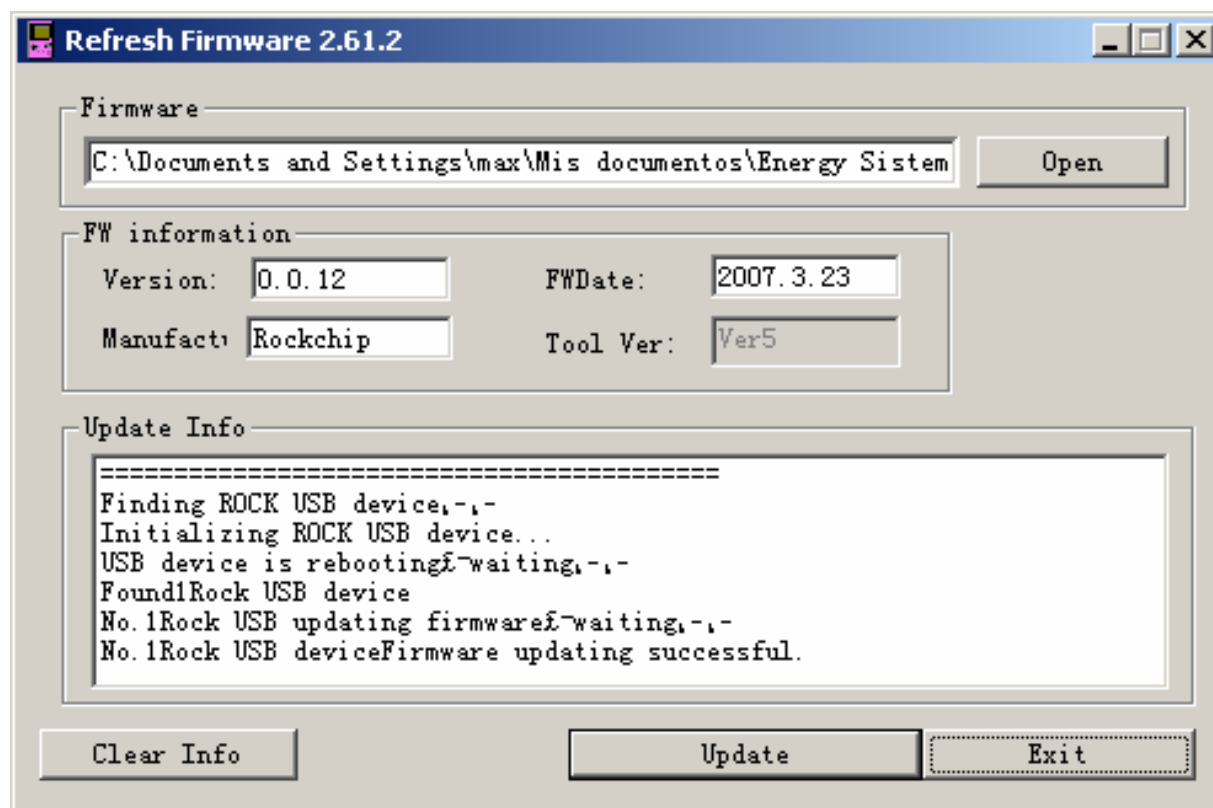 Refresh Firmware 2.61.2
Firmware
C:\Documents and Settings\max\Mis documentos\Energy Sistem
Open
FW information
Version: 0.0.12
FWDate: 2007.3.23
Manufactu Rockchip
Tool Ver: Ver5
Update Info
==========================================
Finding ROCK USB device¡-¡-
Initializing ROCK USB device...
USB device is rebooting£¬waiting¡-¡-
Found1Rock USB device
No.1Rock USB updating firmware£¬waiting¡-¡-
No.1Rock USB deviceFirmware updating successful.
Clear Info
Update
Exit